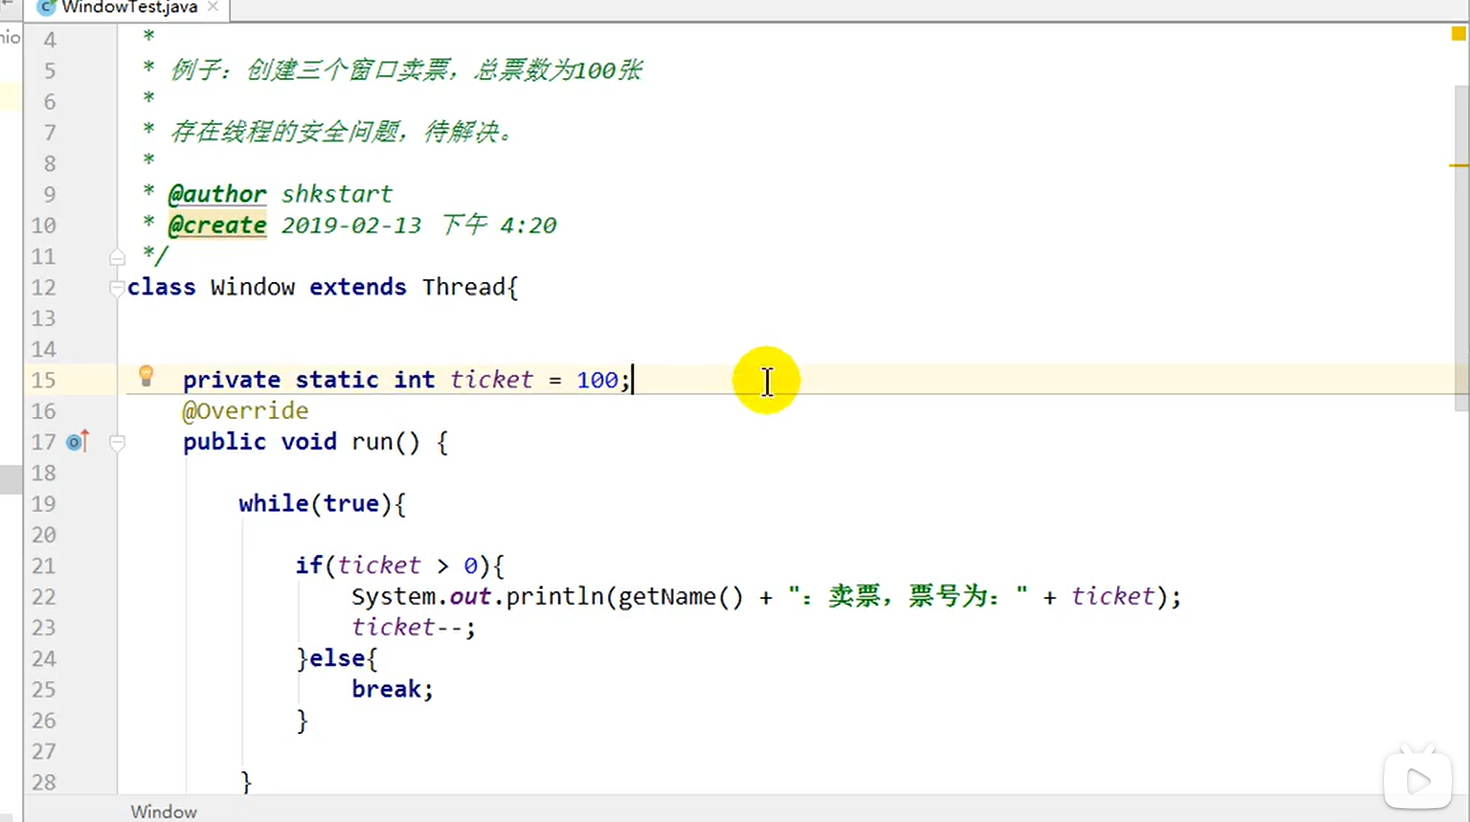 WindowTest.java
nio
4 *
5 * 例子：创建三个窗口卖票，总票数为100张
6 *
7 * 存在线程的安全问题，待解决。
8 *
9 * @author shkstart
10 * @create 2019-02-13 下午 4:20
11 */
12 class Window extends Thread{
13
14
15 private static int ticket = 100;
16 @Override
17 public void run() {
18
19 while(true){
20
21 if(ticket > 0){
22 System.out.println(getName() + "：卖票，票号为：" + ticket);
23 ticket--;
24 }else{
25 break;
26 }
27
28 }
Window